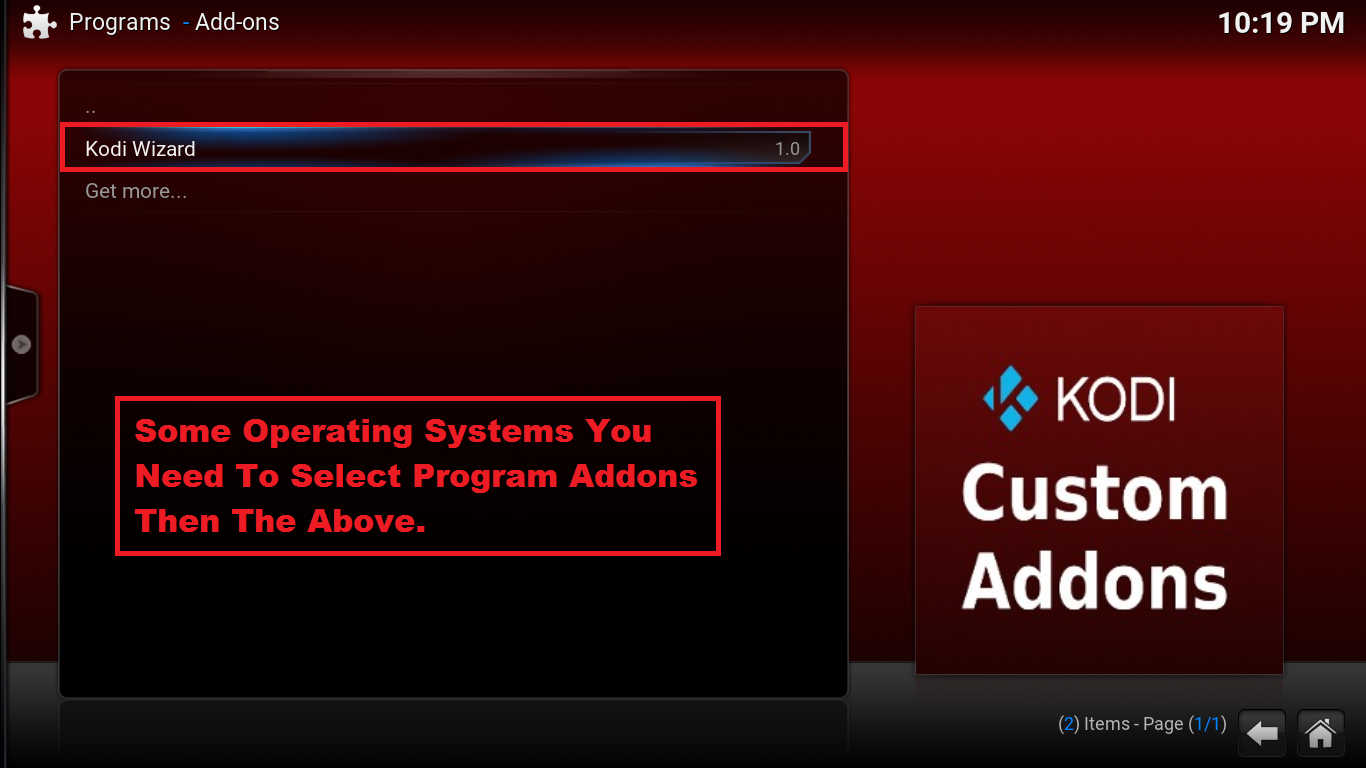 Programs - Add-ons
10:19 PM
..
Kodi Wizard 1.0
Get more...
Some Operating Systems You
Need To Select Program Addons
Then The Above.
KODI
Custom
Addons
(2) Items - Page (1/1)